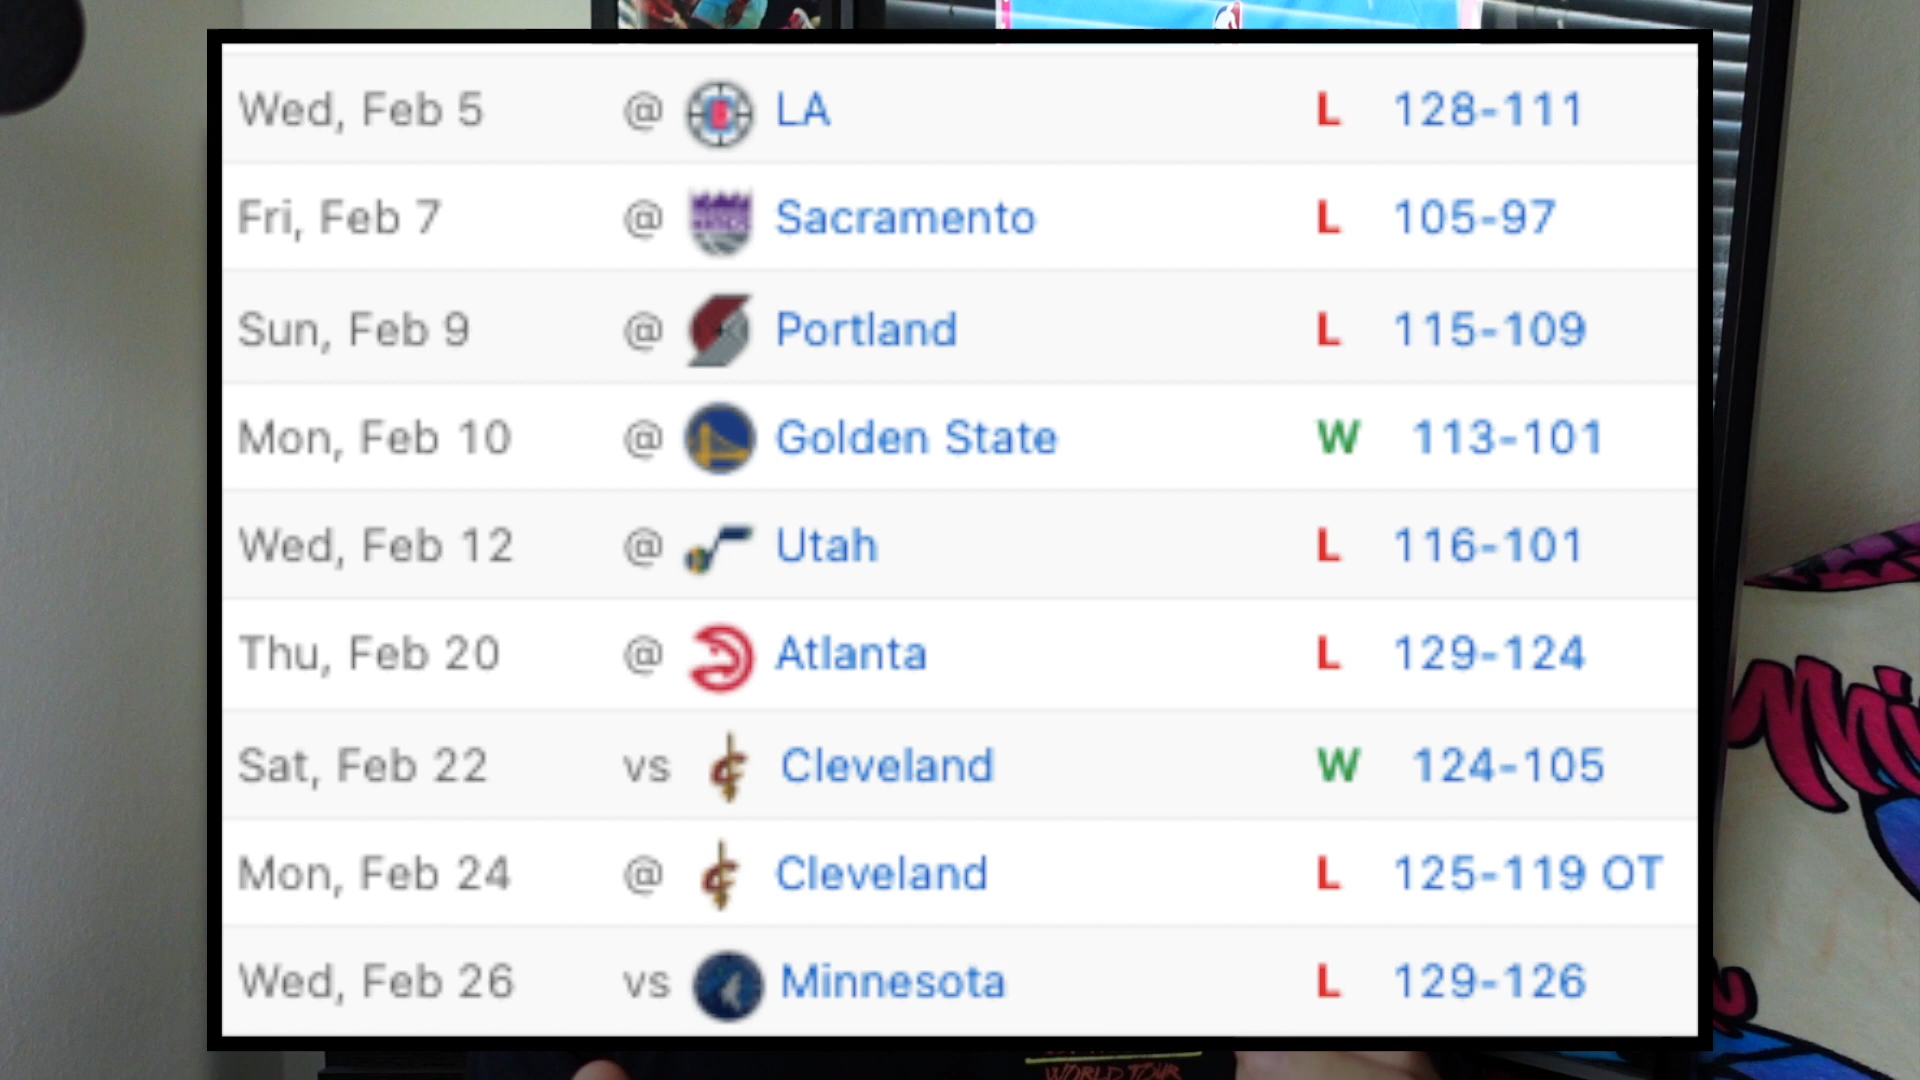 Wed, Feb 5 @ LA L 128-111
Fri, Feb 7 @ Sacramento L 105-97
Sun, Feb 9 @ Portland L 115-109
Mon, Feb 10 @ Golden State W 113-101
Wed, Feb 12 @ Utah L 116-101
Thu, Feb 20 @ Atlanta L 129-124
Sat, Feb 22 vs Cleveland W 124-105
Mon, Feb 24 @ Cleveland L 125-119 OT
Wed, Feb 26 vs Minnesota L 129-126
Mi
WORLD TOUR